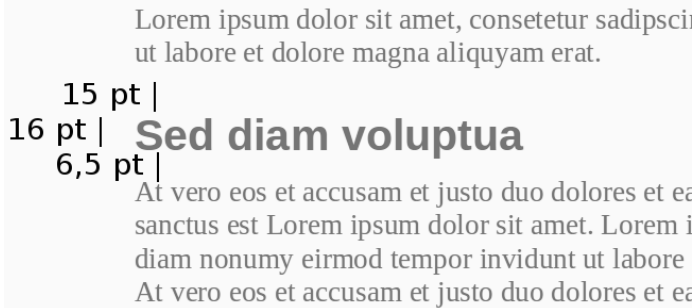 Lorem ipsum dolor sit amet, consetetur
ut labore et dolore magna aliquyam erat.
15 pt |
16 pt |
Sed diam voluptua
6,5 pt |
At vero eos et accusam et justo duo dolores et
sanctus est Lorem ipsum dolor sit amet. Lorem
diam nonumy eirmod tempor invidunt ut labore
At vero eos et accusam et justo duo dolores et